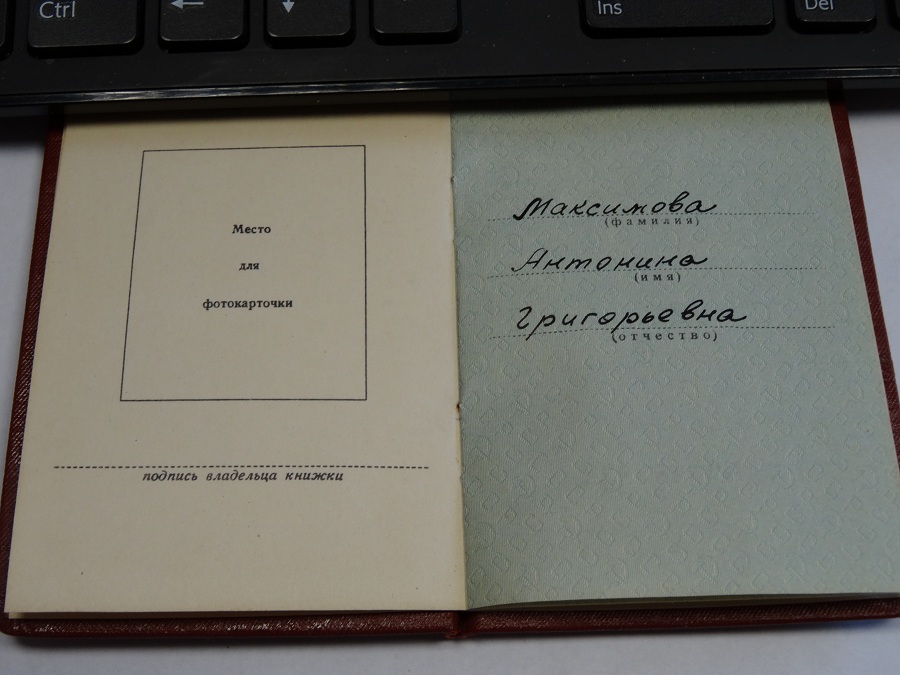 Ctrl
Ins
Del
Место
для
фотокарточки
подпись владельца книжки
Максимова
(фамилия)
Антонина
(имя)
Григорьевна
(отчество)